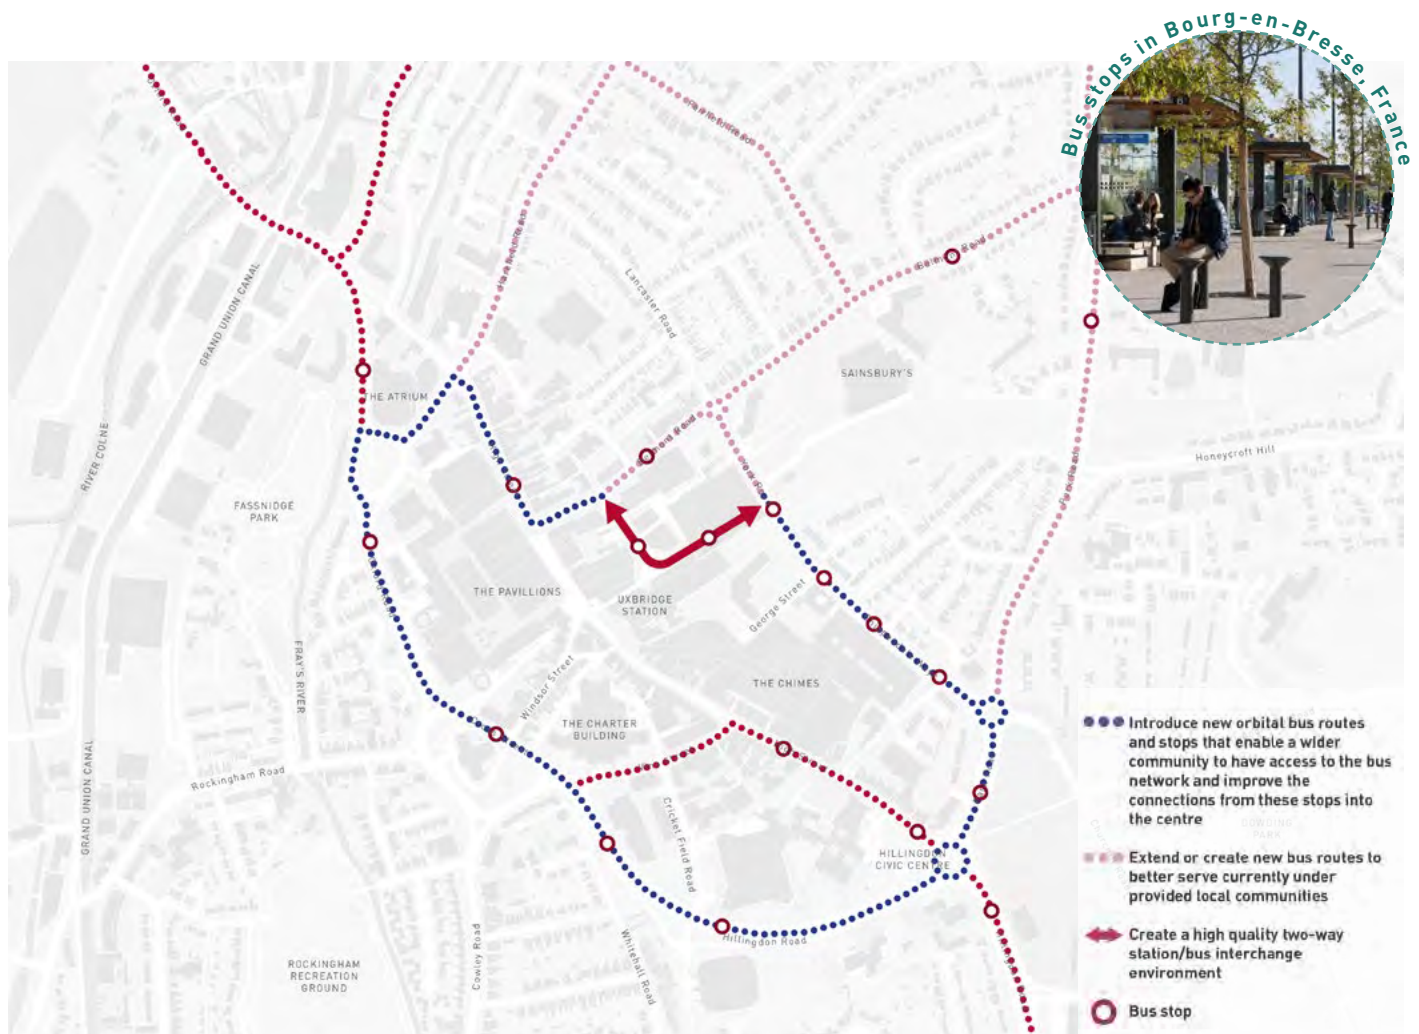 Bus stops in Bourg-en-Bresse, France
Lancaster Road
GRAND UNION CANAL
SAINSBURY'S
THE ATRIUM
RIVER COLNE
Honeycroft Hill
FASSNIDGE
PARK
THE PAVILLIONS
UXBRIDGE
STATION
George Street
FRAY'S RIVER
Windsor Street
THE CHIMES
THE CHARTER
BUILDING
Rockingham Road
GRAND UNION CANAL
Cricket Field Road
HILLINGDON
CIVIC CENTRE
Hillingdon Road
Cowley Road
Whitehall Road
ROCKINGHAM
RECREATION
GROUND
Introduce new orbital bus routes
and stops that enable a wider
community to have access to the bus
network and improve the
connections from these stops into
the centre
Extend or create new bus routes to
better serve currently under
provided local communities
Create a high quality two-way
station/bus interchange
environment
Bus stop